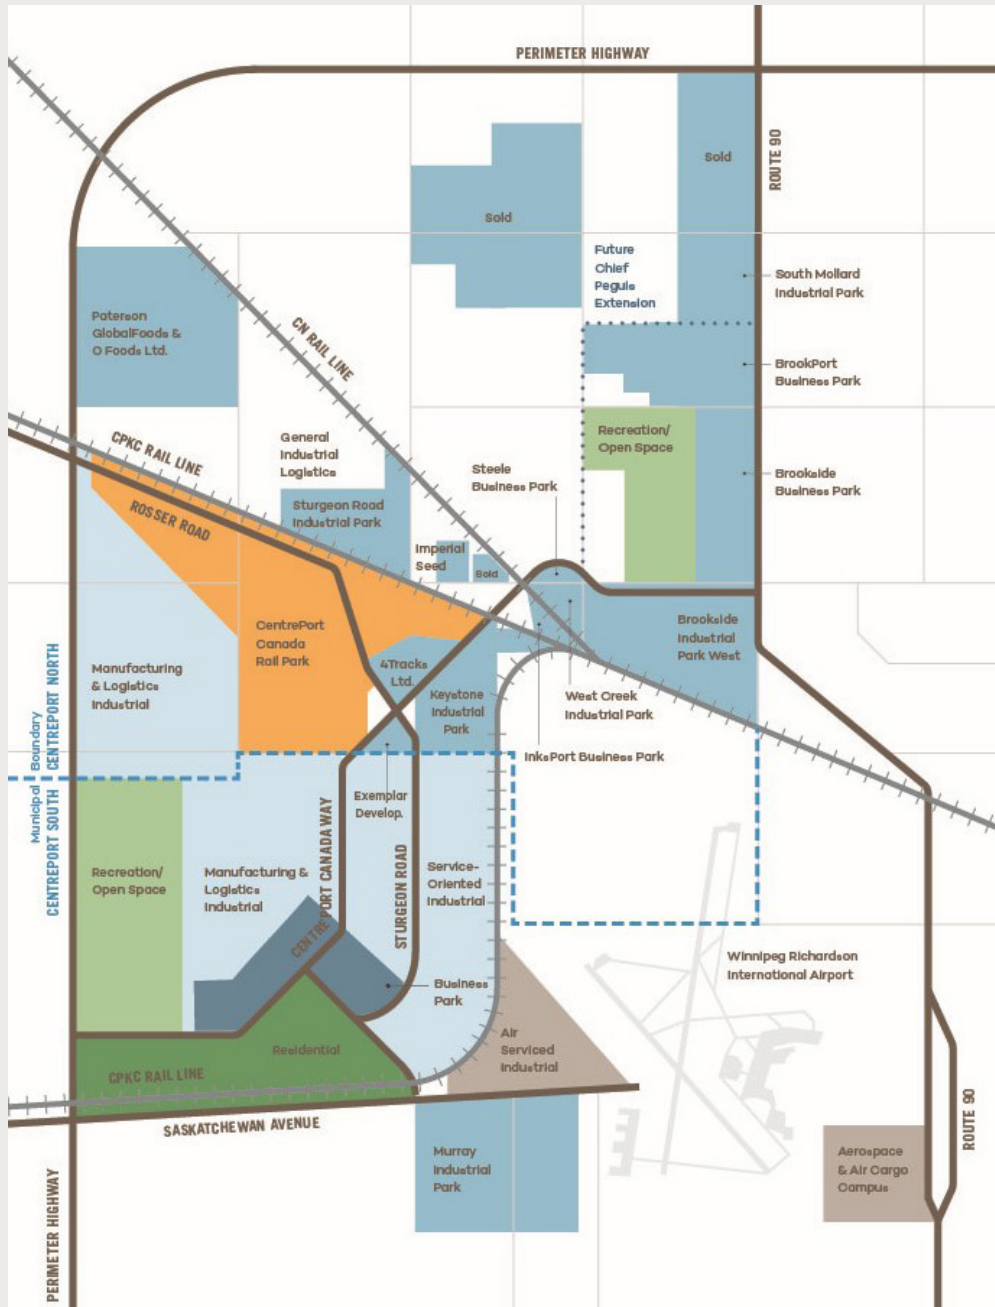 PERIMETER HIGHWAY
ROUTE 90
Sold
Sold
Future
Chief
Peguis
Extension
South Mollard
Industrial Park
Paterson
GlobalFoods &
O Foods Ltd.
CN RAIL LINE
BrookPort
Business Park
CPKC RAIL LINE
General
Industrial
Logistics
Recreation/
Open Space
Steele
Business Park
Brookside
Business Park
ROSSER ROAD
Sturgeon Road
Industrial Park
Imperial
Seed
Sold
CentrePort
Canada
Rail Park
Brookside
Industrial
Park West
Manufacturing
& Logistics
Industrial
4Tracks
Ltd.
Keystone
Industrial
Park
West Creek
Industrial Park
InksPort Business Park
Municipal Boundary
CENTREPORT NORTH
CENTREPORT SOUTH
Exemplar
Develop.
CENTREPORT CANADA WAY
STURGEON ROAD
Recreation/
Open Space
Manufacturing &
Logistics
Industrial
Service-
Oriented
Industrial
Winnipeg Richardson
International Airport
Business
Park
Air
Serviced
Industrial
Residential
CPKC RAIL LINE
SASKATCHEWAN AVENUE
ROUTE 90
Murray
Industrial
Park
Aerospace
& Air Cargo
Campus
PERIMETER HIGHWAY